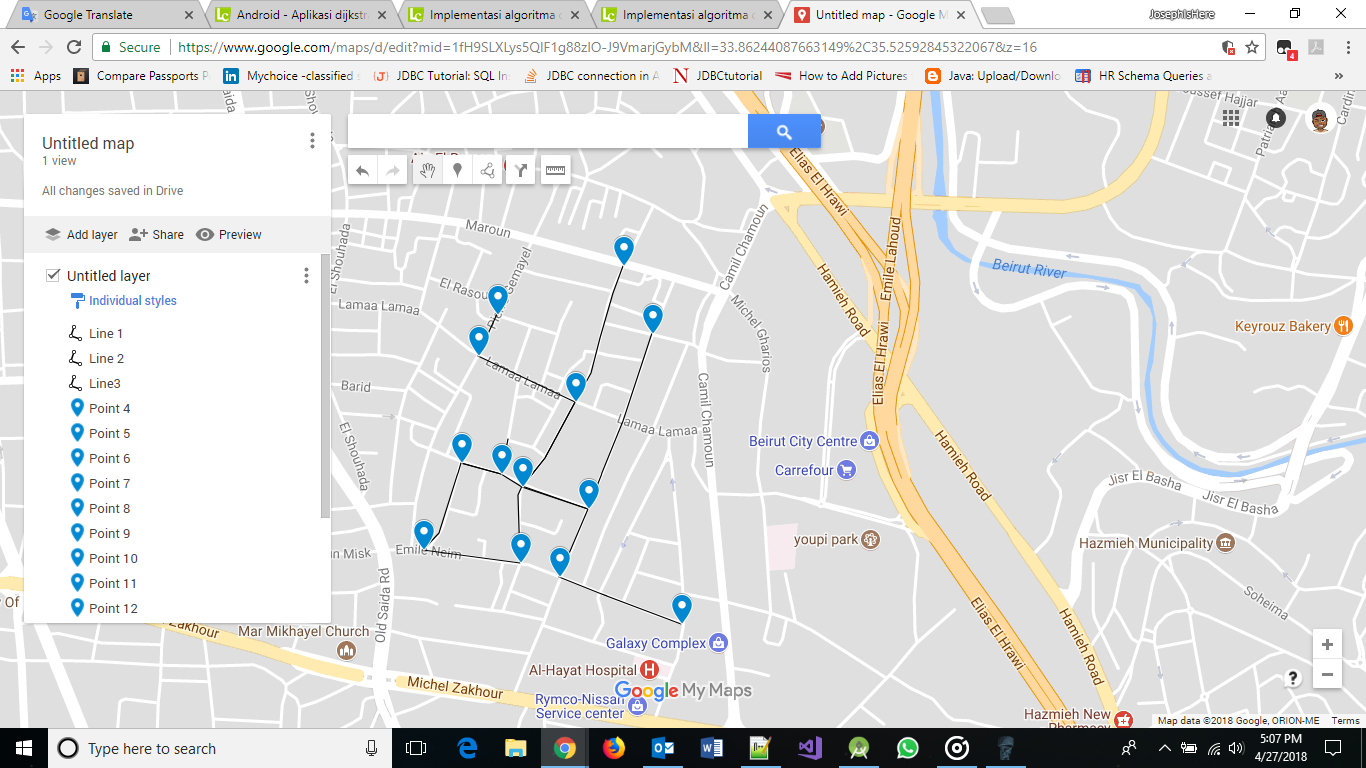 Google Translate
Android - Aplikasi dijkstr
Implementasi algoritma d
Implementasi algoritma d
Untitled map - Google M
JosephIsHere
Secure
https://www.google.com/maps/d/edit?mid=1fH9SLXLys5QIF1g88zIO-J9VmarjGybM&ll=33.86244087663149%2C35.52592845322067&z=16
4
Apps
Compare Passports P
Mychoice -classified s
JDBC Tutorial: SQL In
JDBC connection in A
JDBCtutorial
How to Add Pictures
Java: Upload/Downlo
HR Schema Queries a
»
Untitled map
1 view
All changes saved in Drive
Add layer
Share
Preview
Untitled layer
Individual styles
Line 1
Line 2
Line3
Point 4
Point 5
Point 6
Point 7
Point 8
Point 9
Point 10
Point 11
Point 12
Saida
ssef Hajjar
Patria
Cardin
Elias El Hrawi
Maroun
Camil Chamoun
El Shouhada
El Rasou
Gemayel
Emile Lahoud
Beirut River
Hamieh Road
Lamaa Lamaa
Michel Gharios
Keyrouz Bakery
Elias El Hrawi
Lamaa Lamaa
Barid
Camil Chamoun
Lamaa Lamaa
El Shouhada
Beirut City Centre
Carrefour
Hamieh Road
Jisr El Basha
Jisr El Basha
youpi park
Hazmieh Municipality
in Misk
Emile Neim
Old Saida Rd
Soheima
Elias El Hrawi
Hamieh Road
Of
Zakhour
Mar Mikhayel Church
Galaxy Complex
Al-Hayat Hospital
H
Michel Zakhour
Google My Maps
Rymco-Nissan
Service center
Hazmieh New
Pharmacy
+
−
?
Map data ©2018 Google, ORION-ME
Terms
Type here to search
5:07 PM
4/27/2018